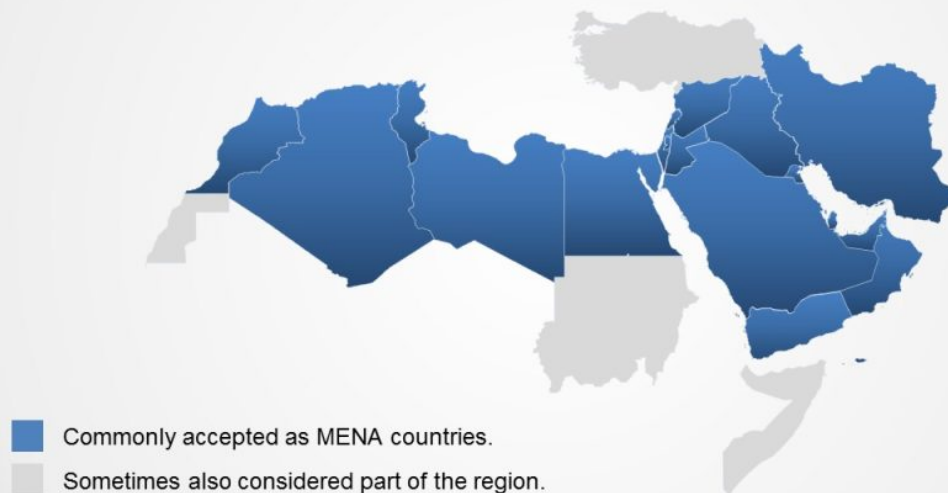 Commonly accepted as MENA countries.
Sometimes also considered part of the region.